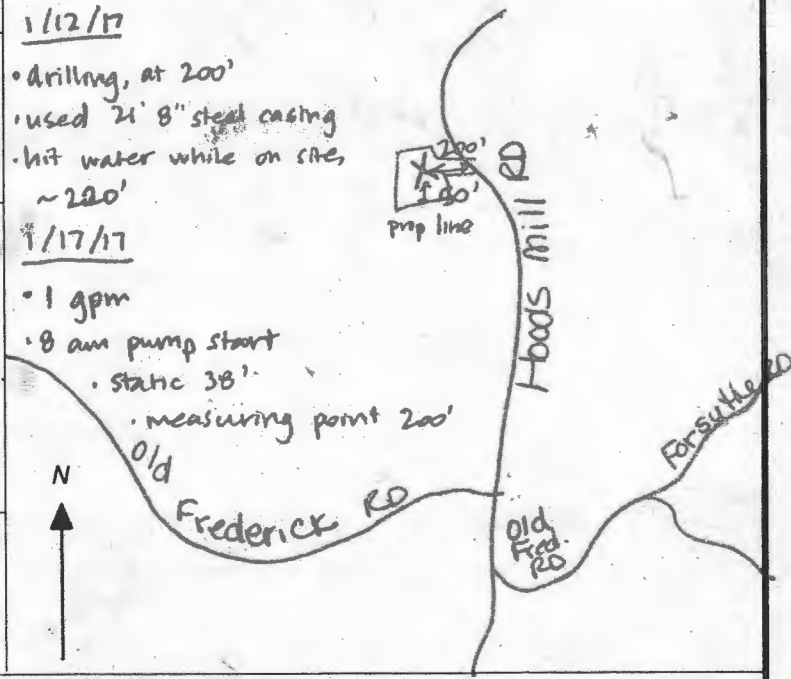 1/12/17
• drilling, at 200'
• used 21' 8" steel casing
• hit water while on site,
~220'
1/17/17
• 1 gpm
• 8 am pump start
• static 38'
• measuring point 200'
200'
50'
prop line
Hoods Mill RD
Forsythe RD
Old Frederick RD
N
Old
Fred.
RD